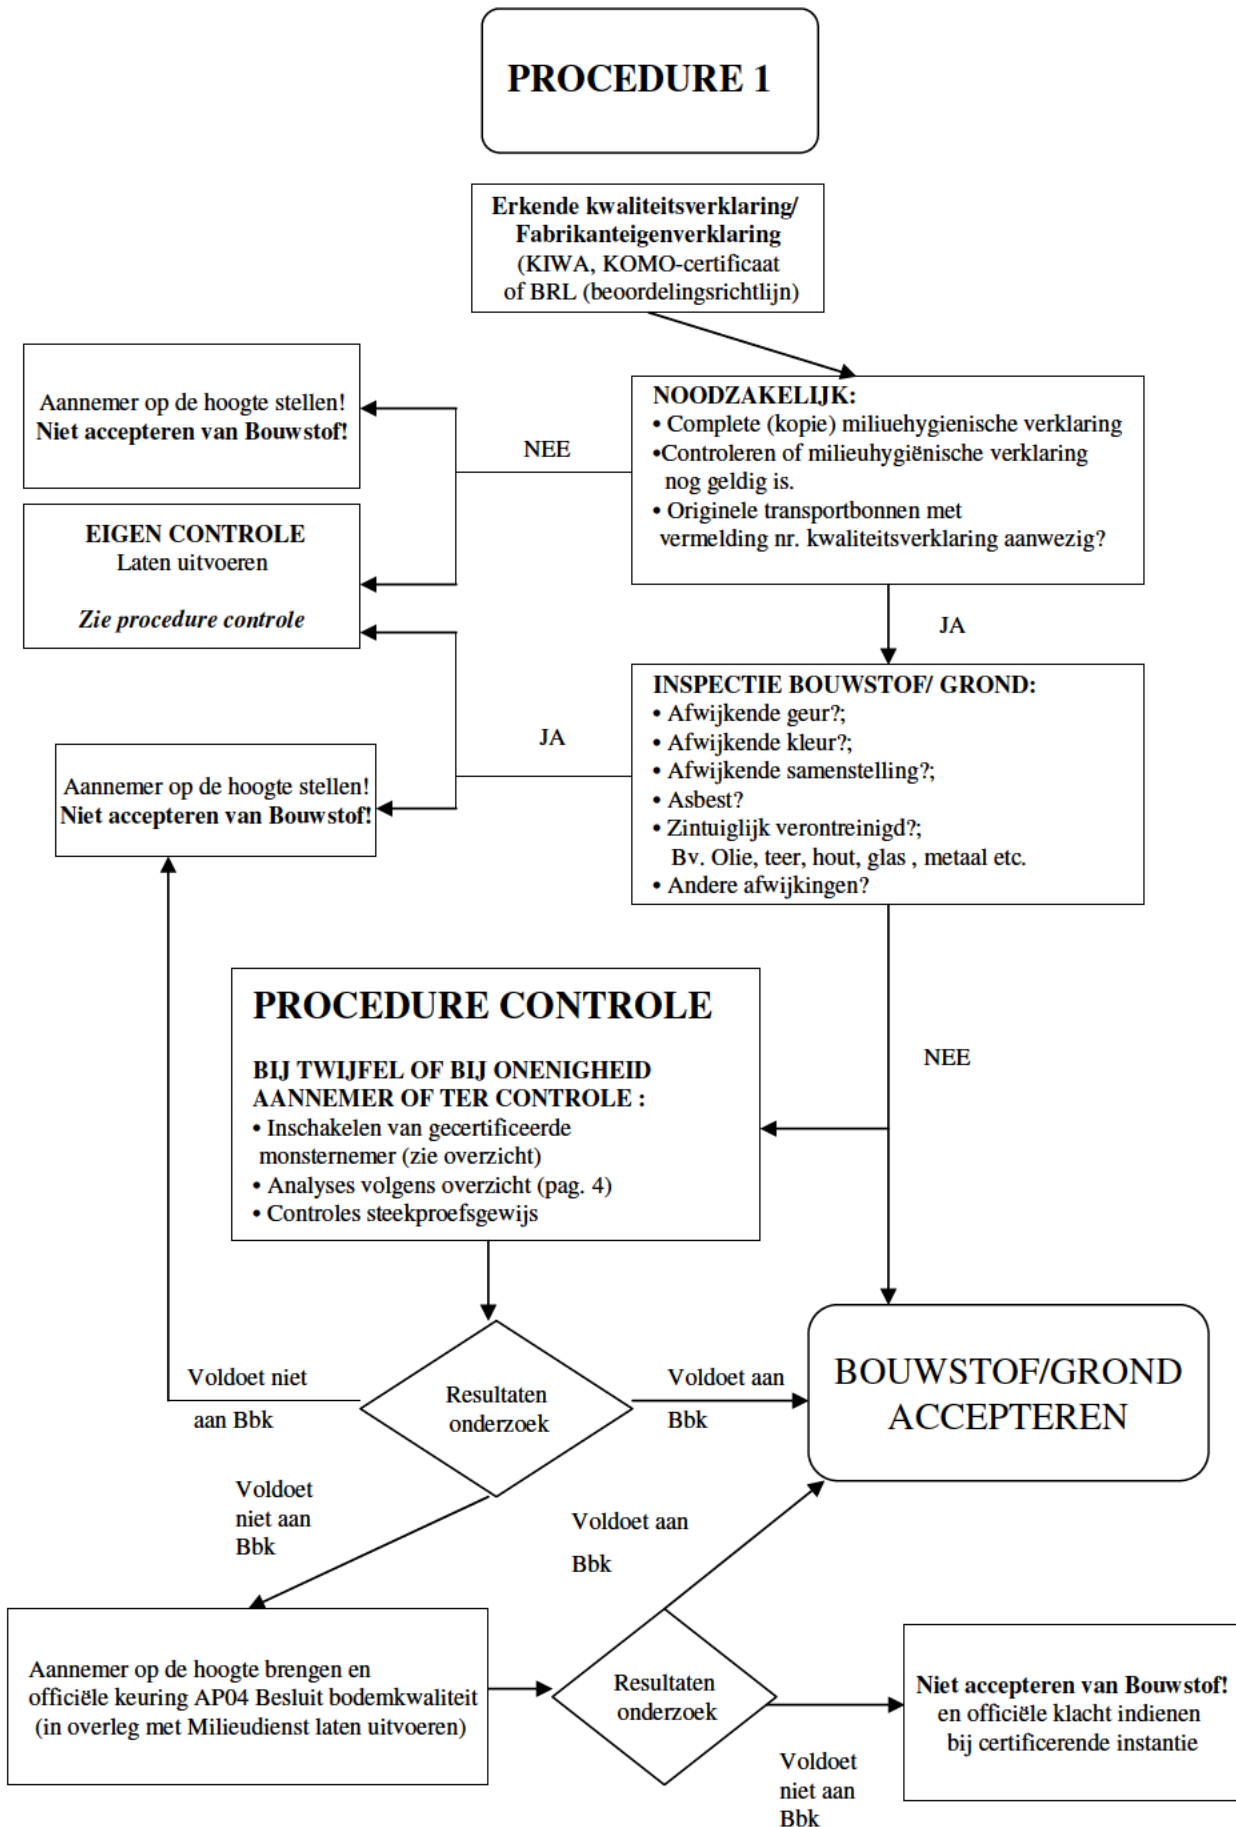 PROCEDURE 1
Erkende kwaliteitsverklaring/
Fabrikanteigenverklaring
(KIWA, KOMO-certificaat
of BRL (beoordelingsrichtlijn)
Aannemer op de hoogte stellen!
Niet accepteren van Bouwstof!
NEE
NOODZAKELIJK:
• Complete (kopie) miliuehygienische verklaring
•Controleren of milieuhygiënische verklaring
nog geldig is.
• Originele transportbonnen met
vermelding nr. kwaliteitsverklaring aanwezig?
EIGEN CONTROLE
Laten uitvoeren
Zie procedure controle
JA
INSPECTIE BOUWSTOF/ GROND:
• Afwijkende geur?;
• Afwijkende kleur?;
• Afwijkende samenstelling?;
• Asbest?
• Zintuiglijk verontreinigd?;
Bv. Olie, teer, hout, glas , metaal etc.
• Andere afwijkingen?
JA
Aannemer op de hoogte stellen!
Niet accepteren van Bouwstof!
PROCEDURE CONTROLE
BIJ TWIJFEL OF BIJ ONENIGHEID
AANNEMER OF TER CONTROLE :
• Inschakelen van gecertificeerde
monsternemer (zie overzicht)
• Analyses volgens overzicht (pag. 4)
• Controles steekproefsgewijs
NEE
Voldoet niet
aan Bbk
Resultaten
onderzoek
Voldoet aan
Bbk
BOUWSTOF/GROND
ACCEPTEREN
Voldoet
niet aan
Bbk
Voldoet aan
Bbk
Aannemer op de hoogte brengen en
officiële keuring AP04 Besluit bodemkwaliteit
(in overleg met Milieudienst laten uitvoeren)
Resultaten
onderzoek
Niet accepteren van Bouwstof!
en officiële klacht indienen
bij certificerende instantie
Voldoet
niet aan
Bbk